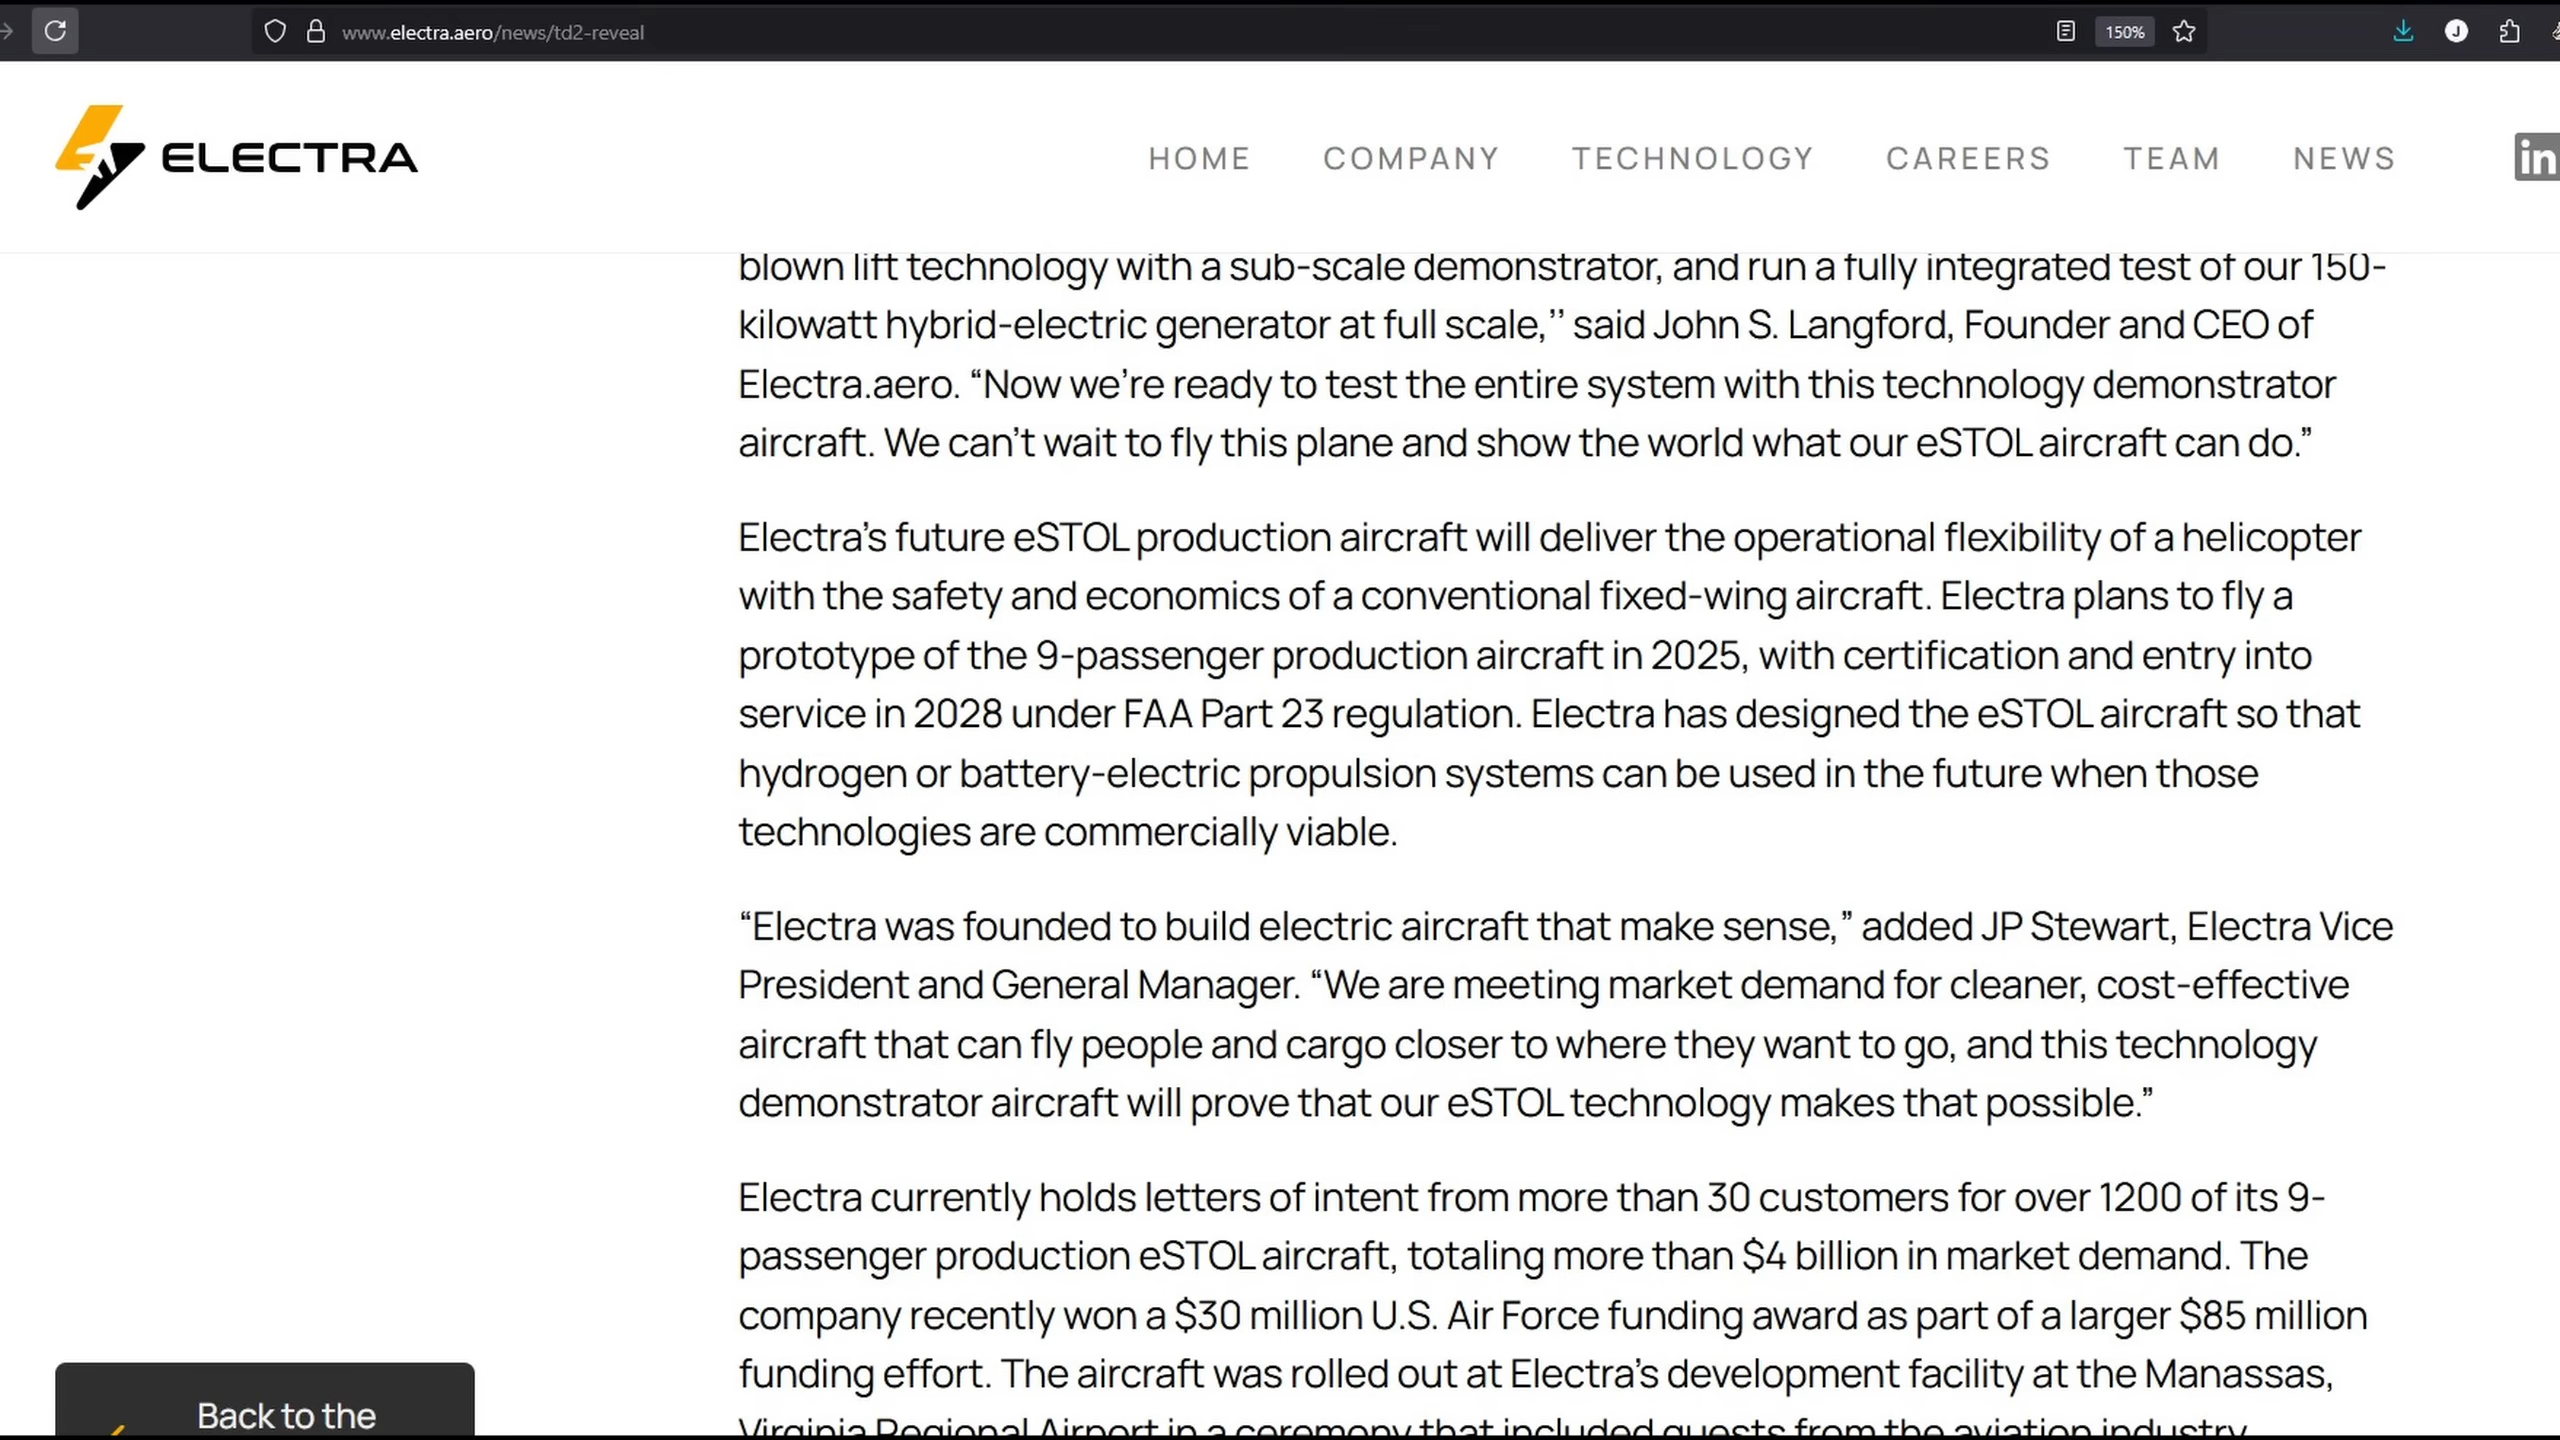 www.electra.aero/news/td2-reveal
150%
J
ELECTRA
HOME
COMPANY
TECHNOLOGY
CAREERS
TEAM
NEWS
in
blown lift technology with a sub-scale demonstrator, and run a fully integrated test of our 150-
kilowatt hybrid-electric generator at full scale,’’ said John S. Langford, Founder and CEO of
Electra.aero. “Now we’re ready to test the entire system with this technology demonstrator
aircraft. We can’t wait to fly this plane and show the world what our eSTOL aircraft can do.”
Electra’s future eSTOL production aircraft will deliver the operational flexibility of a helicopter
with the safety and economics of a conventional fixed-wing aircraft. Electra plans to fly a
prototype of the 9-passenger production aircraft in 2025, with certification and entry into
service in 2028 under FAA Part 23 regulation. Electra has designed the eSTOL aircraft so that
hydrogen or battery-electric propulsion systems can be used in the future when those
technologies are commercially viable.
“Electra was founded to build electric aircraft that make sense,” added JP Stewart, Electra Vice
President and General Manager. “We are meeting market demand for cleaner, cost-effective
aircraft that can fly people and cargo closer to where they want to go, and this technology
demonstrator aircraft will prove that our eSTOL technology makes that possible.”
Electra currently holds letters of intent from more than 30 customers for over 1200 of its 9-
passenger production eSTOL aircraft, totaling more than $4 billion in market demand. The
company recently won a $30 million U.S. Air Force funding award as part of a larger $85 million
funding effort. The aircraft was rolled out at Electra’s development facility at the Manassas,
Virginia Regional Airport in a ceremony that included guests from the aviation industry,
Back to the